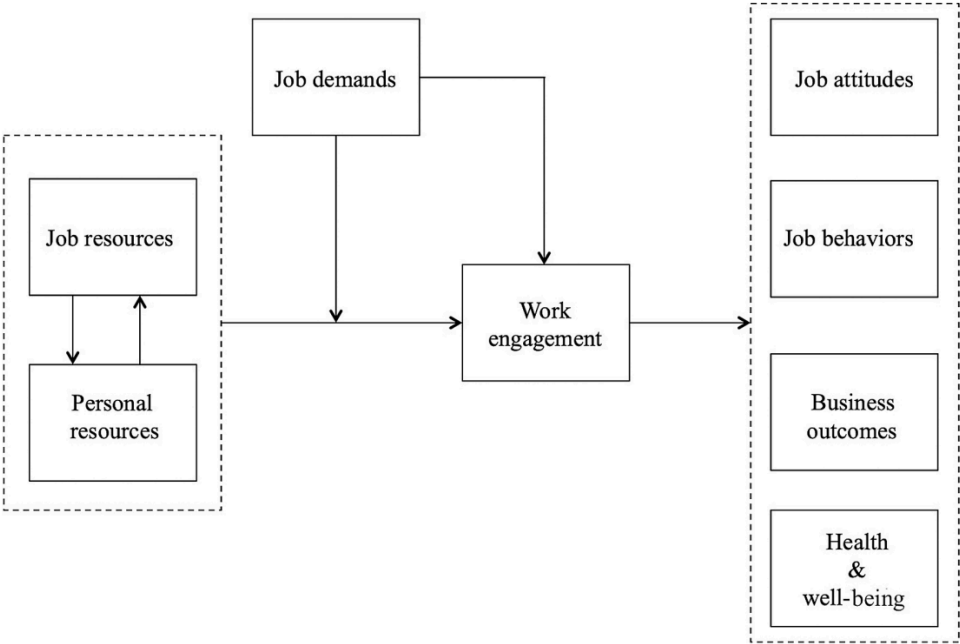 Job demands
Job attitudes
Job resources
Job behaviors
Work
engagement
Personal
resources
Business
outcomes
Health
&
well-being